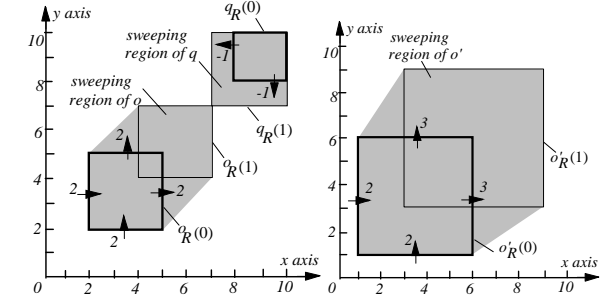 y axis
q_R(0)
10
sweeping
region of q
-1
8
-1
sweeping
region of o
q_R(1)
6
2
o_R(1)
4
2
2
2
2
o_R(0)
x axis
0
2
4
6
8
10
y axis
sweeping
region of o'
10
8
6
3
o'_R(1)
4
2
3
2
2
o'_R(0)
x axis
0
2
4
6
8
10